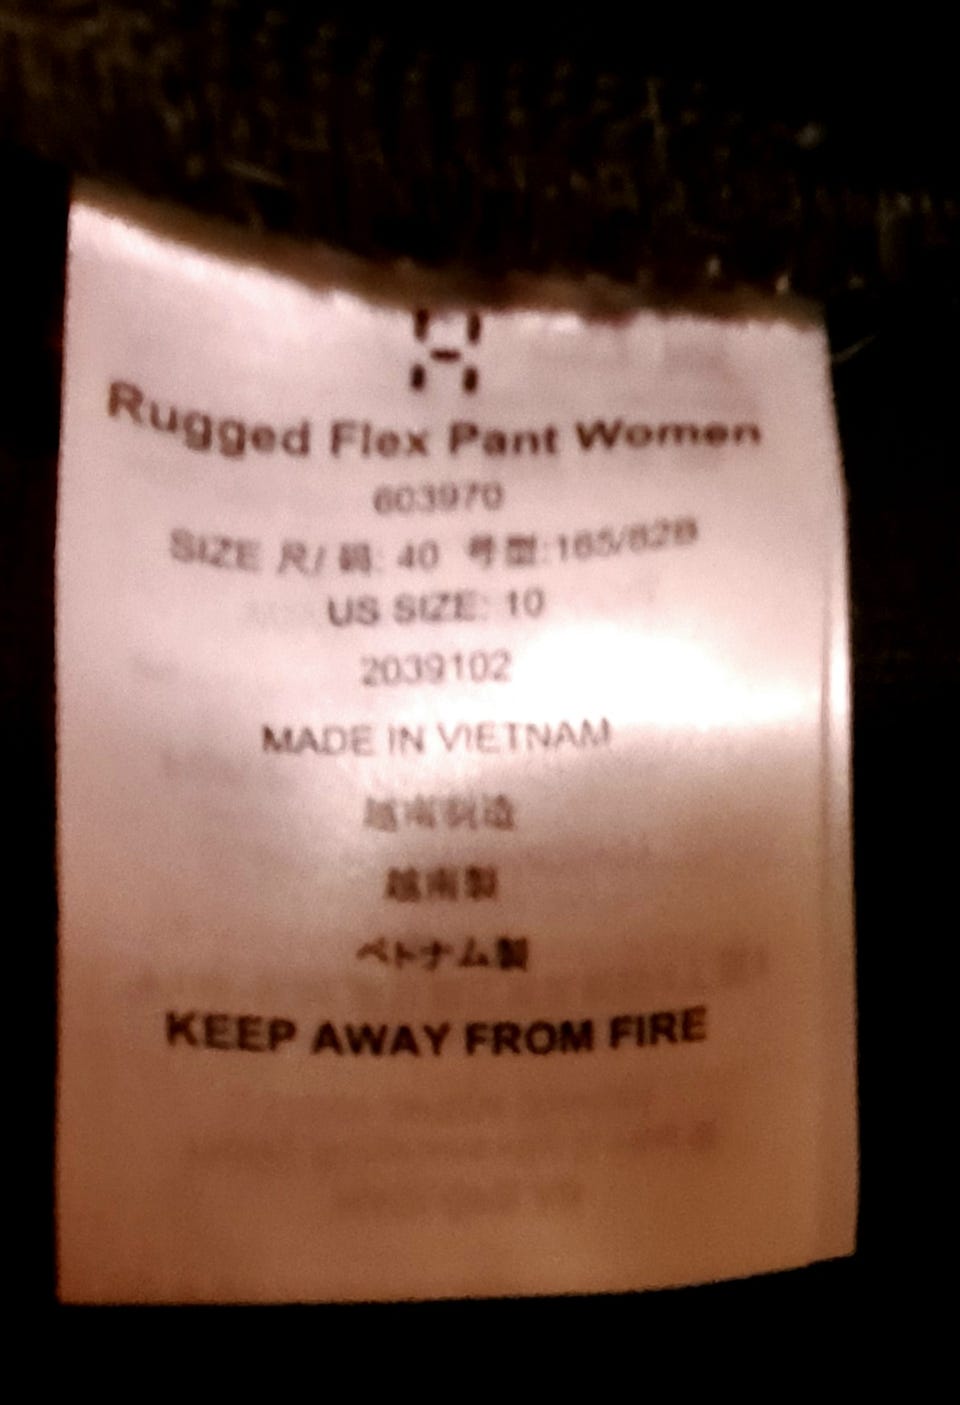 Rugged Flex Pant Women
603970
SIZE 尺/ 码: 40 号型:165/82B
US SIZE: 10
2039102
MADE IN VIETNAM
越南制造
越南製
ベトナム製
KEEP AWAY FROM FIRE